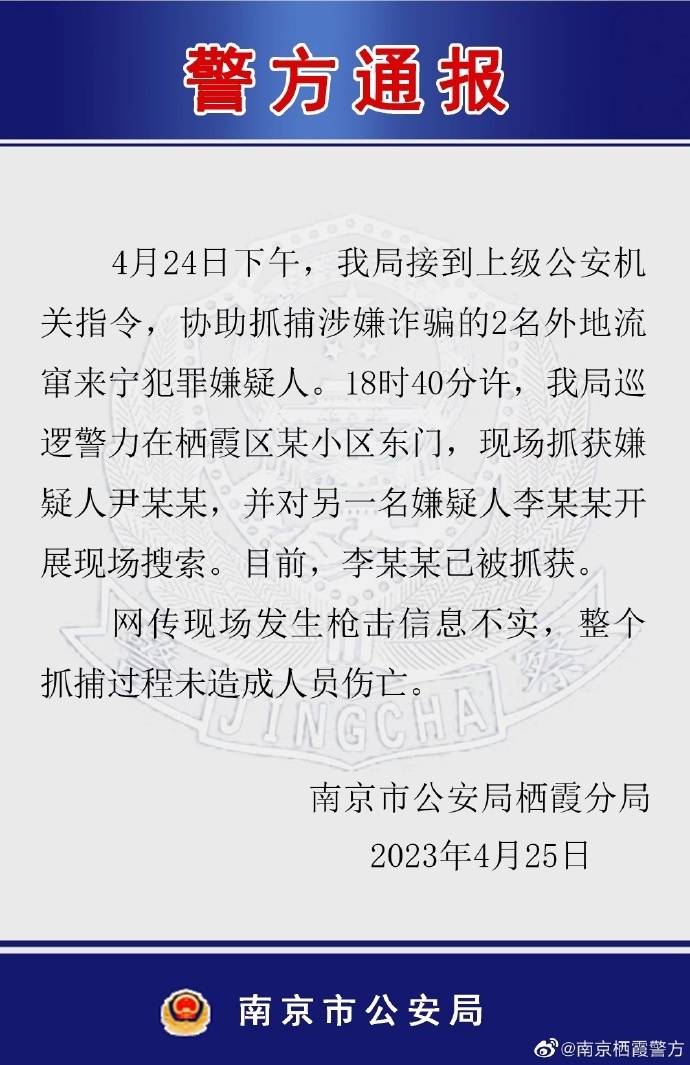 警方通报
4月24日下午，我局接到上级公安机
关指令，协助抓捕涉嫌诈骗的2名外地流
窜来宁犯罪嫌疑人。18时40分许，我局巡
逻警力在栖霞区某小区东门，现场抓获嫌
疑人尹某某，并对另一名嫌疑人李某某开
展现场搜索。目前，李某某已被抓获。
网传现场发生枪击信息不实，整个
抓捕过程未造成人员伤亡。
警察
JINGCHA
南京市公安局栖霞分局
2023年4月25日
南京市公安局
@南京栖霞警方